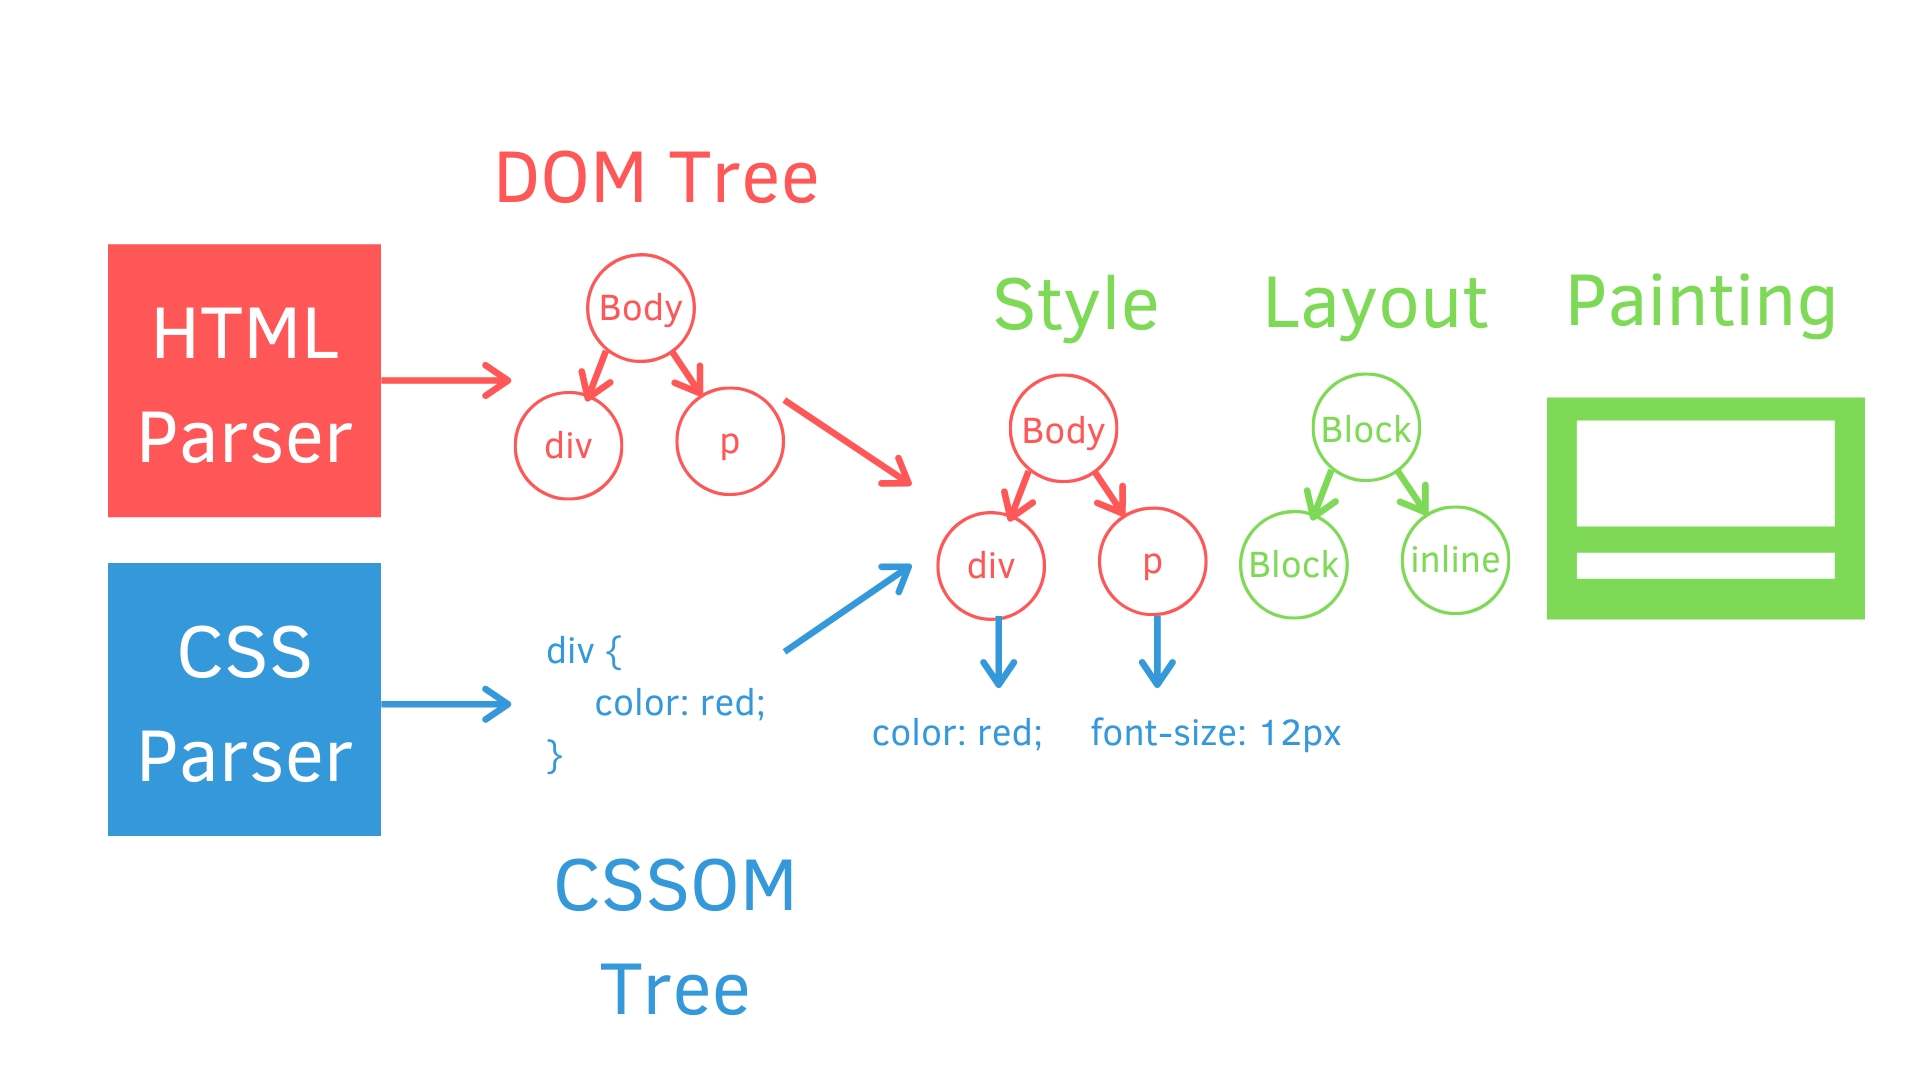 DOM Tree
HTML
Parser
Body
div
p
CSS
Parser
div {
color: red;
}
CSSOM
Tree
Style
Body
div
p
color: red;
font-size: 12px
Layout
Block
Block
inline
Painting